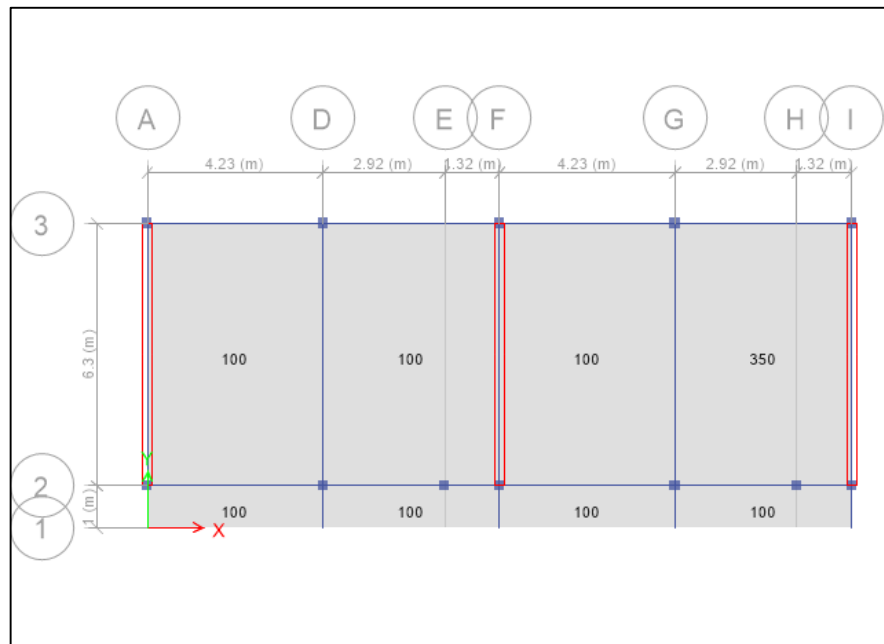 A D E F G H I
4.23 (m) 2.92 (m) 1.32 (m) 4.23 (m) 2.92 (m) 1.32 (m)
3
6.3 (m)
100 100 100 350
Y
2
1 (m)
100 100 100 100
1
X